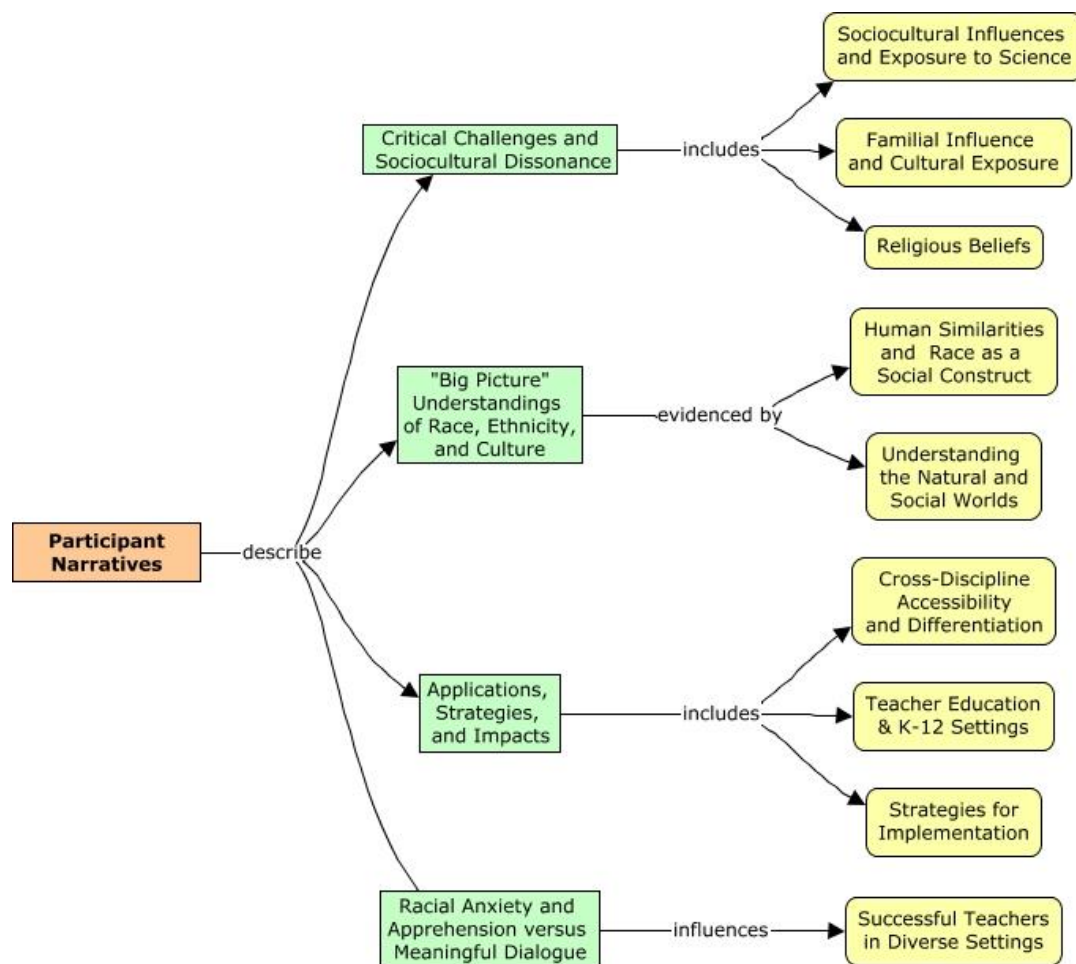 Participant
Narratives
describe
Critical Challenges and
Sociocultural Dissonance
includes
Sociocultural Influences
and Exposure to Science
Familial Influence
and Cultural Exposure
Religious Beliefs
"Big Picture"
Understandings
of Race, Ethnicity,
and Culture
evidenced by
Human Similarities
and Race as a
Social Construct
Understanding
the Natural and
Social Worlds
Applications,
Strategies,
and Impacts
includes
Cross-Discipline
Accessibility
and Differentiation
Teacher Education
& K-12 Settings
Strategies for
Implementation
Racial Anxiety and
Apprehension versus
Meaningful Dialogue
influences
Successful Teachers
in Diverse Settings